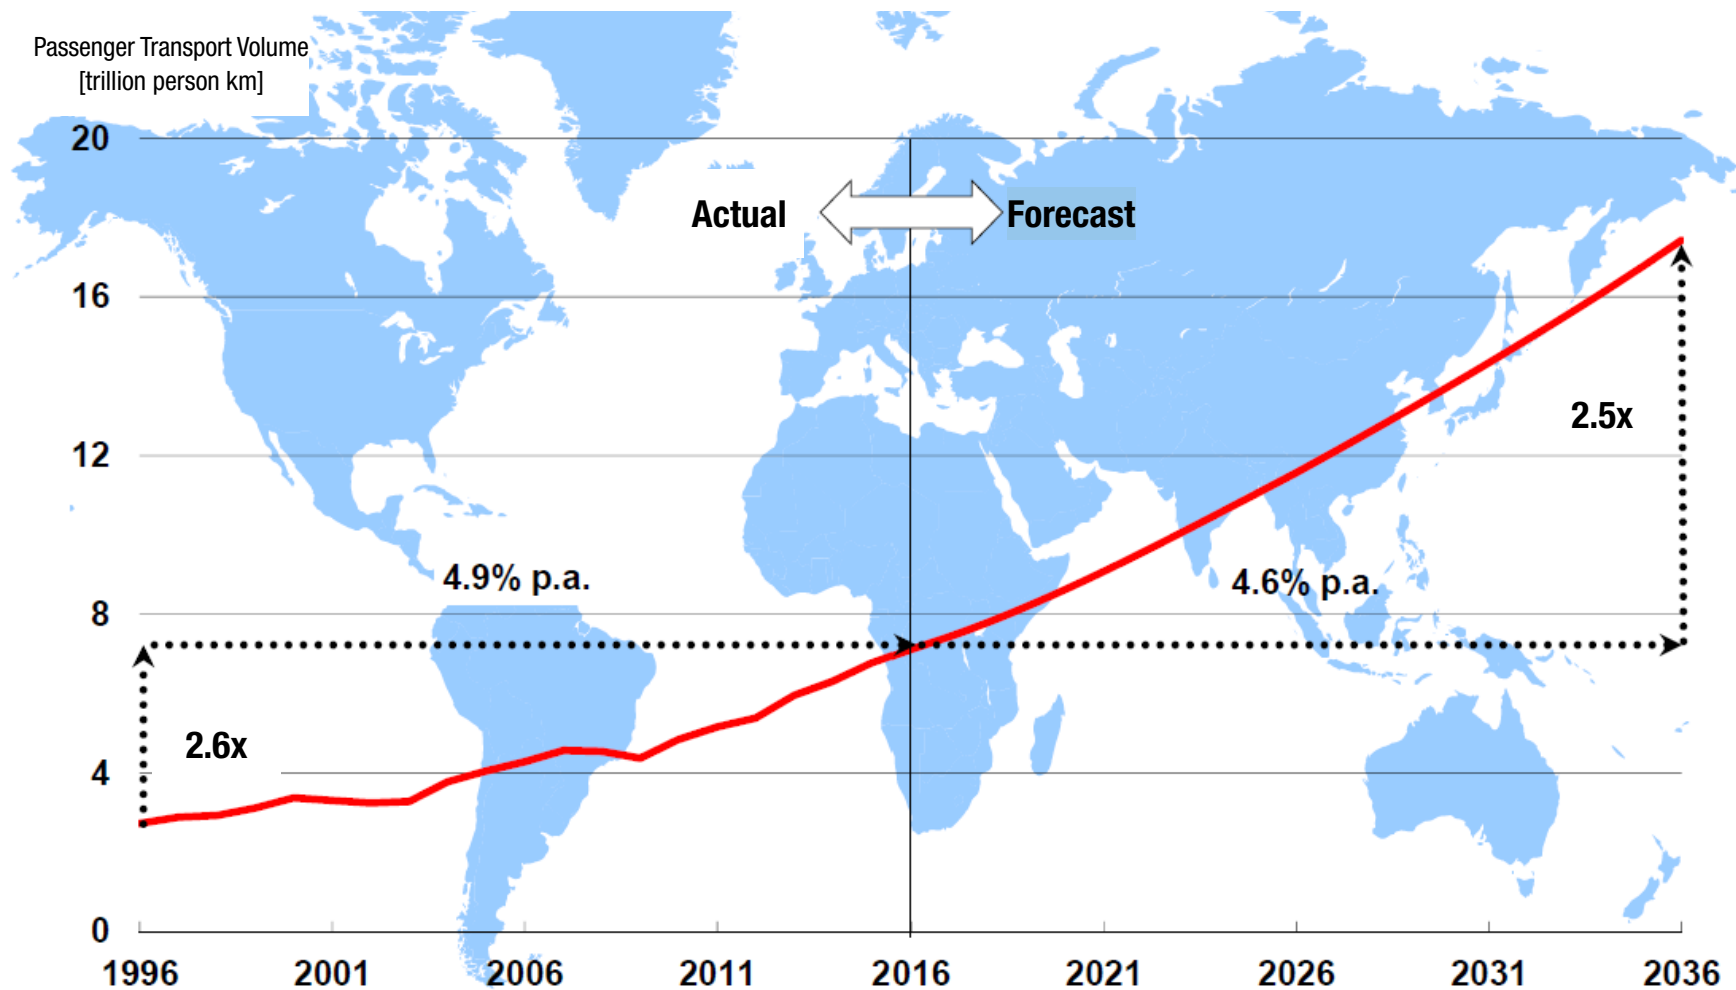 Passenger Transport Volume
[trillion person km]
20
Actual
Forecast
16
2.5x
12
4.9% p.a.
4.6% p.a.
8
2.6x
4
0
1996 2001 2006 2011 2016 2021 2026 2031 2036